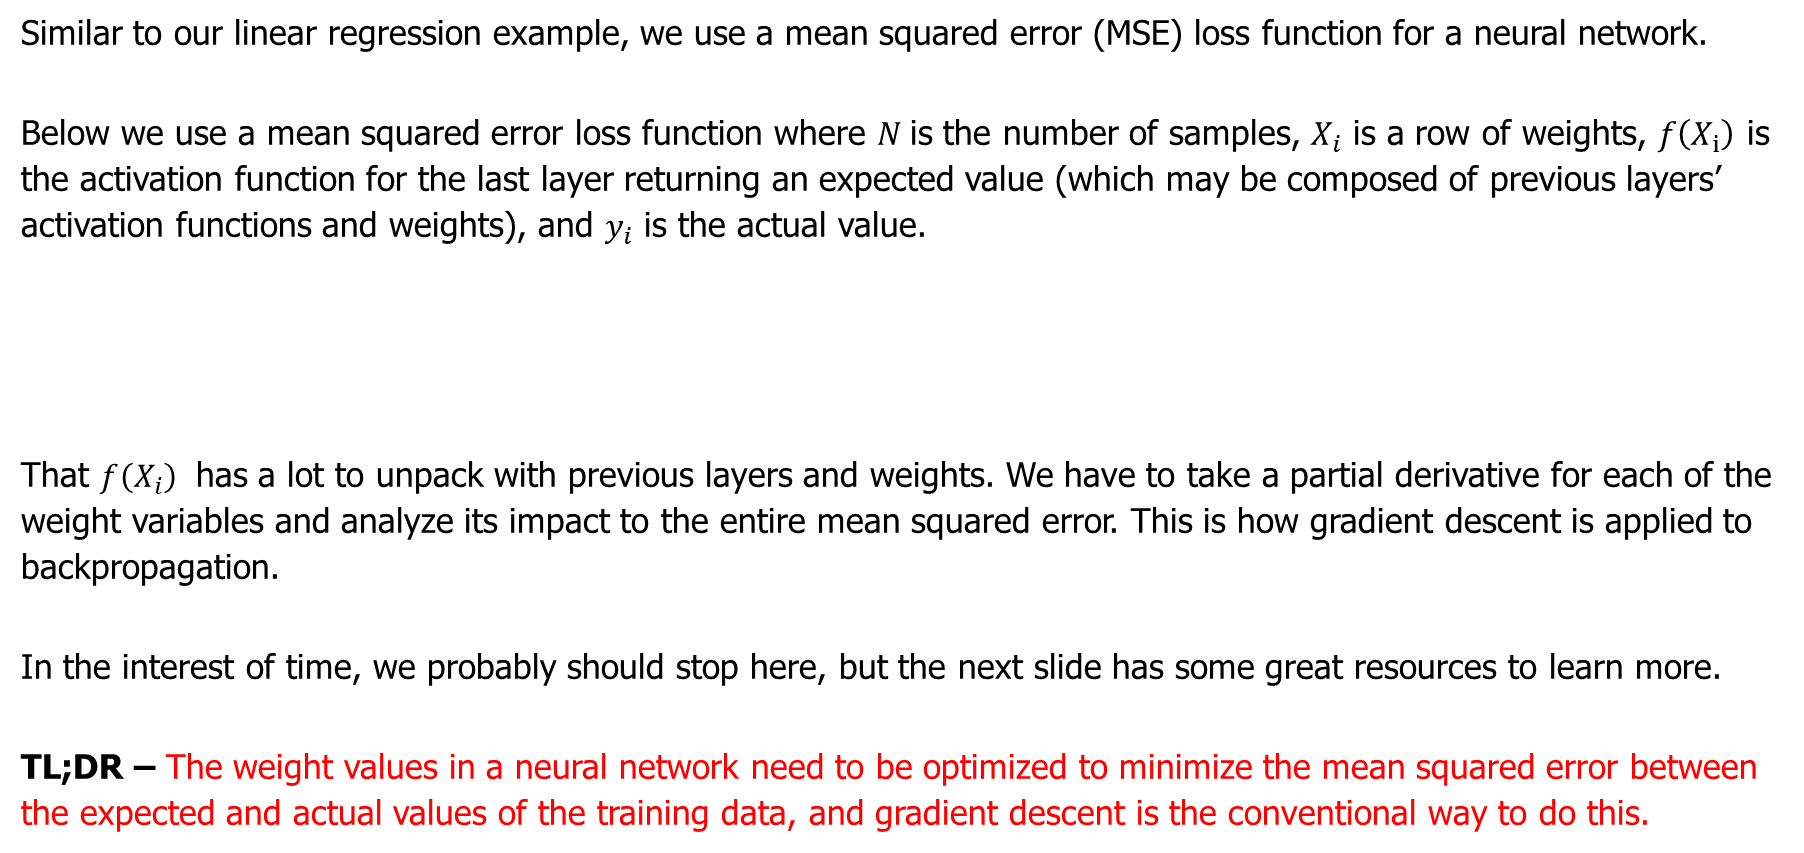 Similar to our linear regression example, we use a mean squared error (MSE) loss function for a neural network.
Below we use a mean squared error loss function where N is the number of samples, Xᵢ is a row of weights, f(Xᵢ) is
the activation function for the last layer returning an expected value (which may be composed of previous layers’
activation functions and weights), and yᵢ is the actual value.
That f(Xᵢ) has a lot to unpack with previous layers and weights. We have to take a partial derivative for each of the
weight variables and analyze its impact to the entire mean squared error. This is how gradient descent is applied to
backpropagation.
In the interest of time, we probably should stop here, but the next slide has some great resources to learn more.
TL;DR – The weight values in a neural network need to be optimized to minimize the mean squared error between
the expected and actual values of the training data, and gradient descent is the conventional way to do this.